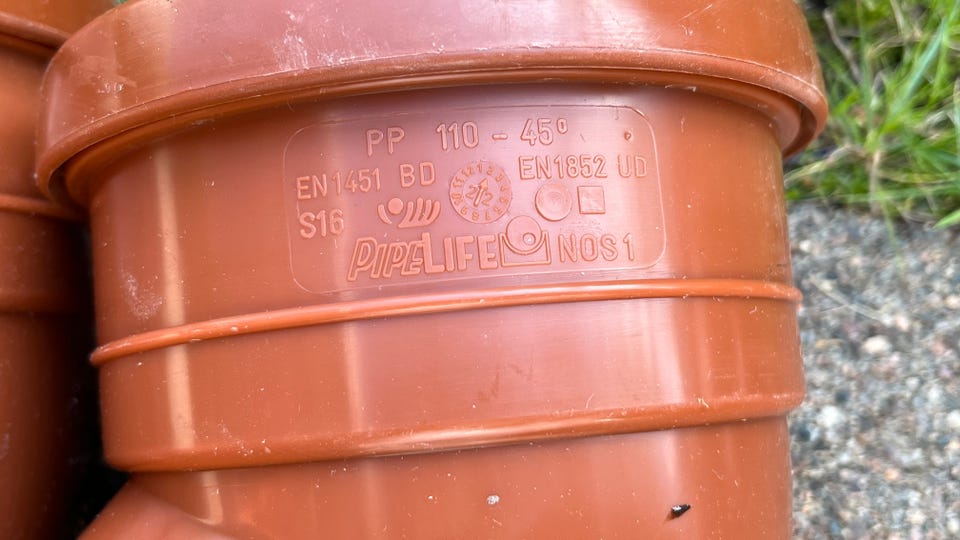 PP 110 - 45°
EN1451 BD
EN1852 UD
S16
PIPELIFE
NOS1